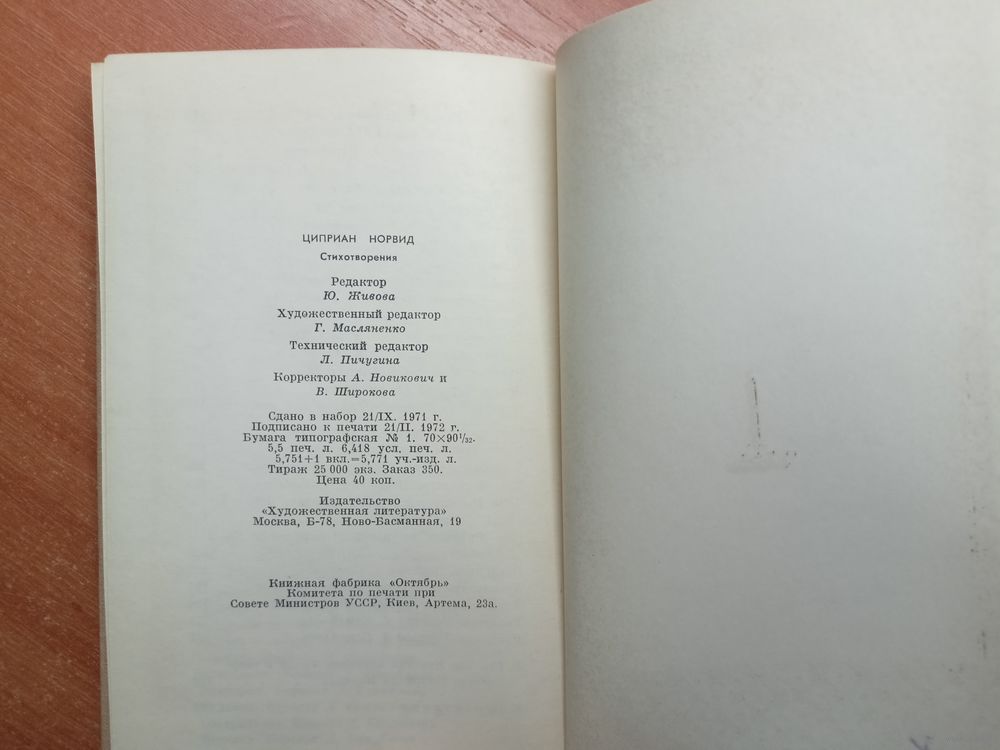 ЦИПРИАН НОРВИД
Стихотворения
Редактор
Ю. Живова
Художественный редактор
Г. Масляненко
Технический редактор
Л. Пичугина
Корректоры А. Новикович и
В. Широкова
Сдано в набор 21/IX. 1971 г.
Подписано к печати 21/II. 1972 г.
Бумага типографская № 1. 70×90¹/₃₂.
5,5 печ. л. 6,418 усл. печ. л.
5,751+1 вкл.=5,771 уч.-изд. л.
Тираж 25 000 экз. Заказ 350.
Цена 40 коп.
Издательство
«Художественная литература»
Москва, Б-78, Ново-Басманная, 19
Книжная фабрика «Октябрь»
Комитета по печати при
Совете Министров УССР, Киев, Артема, 23а.